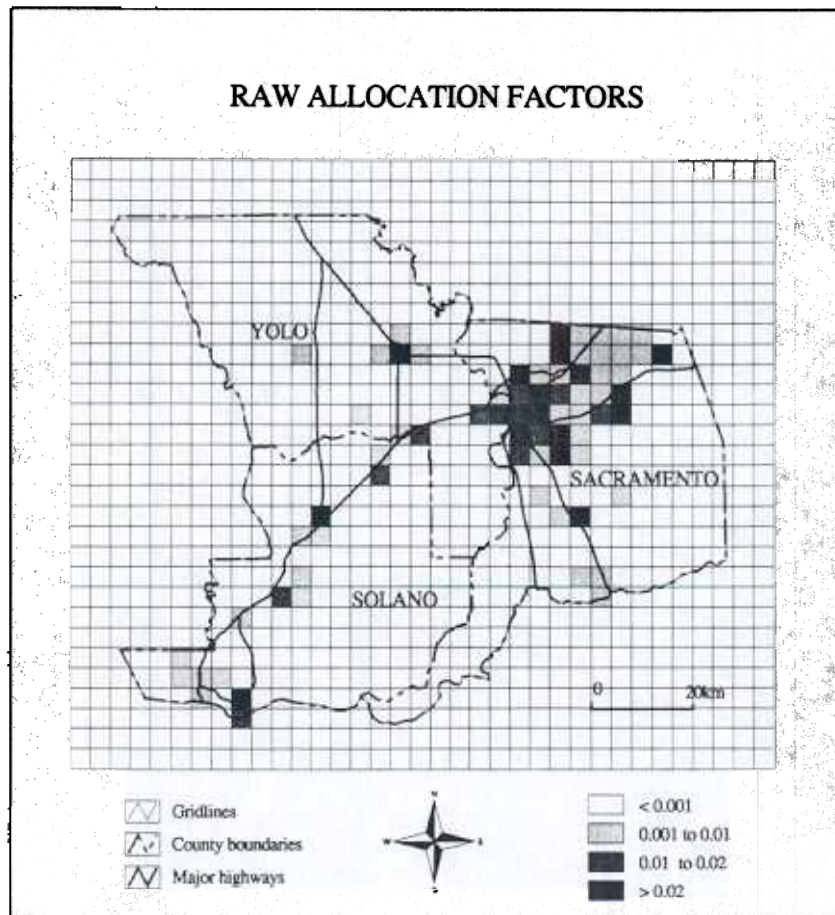 RAW ALLOCATION FACTORS
YOLO
SACRAMENTO
SOLANO
0 20km
Gridlines
County boundaries
Major highways
N
W E
S
< 0.001
0.001 to 0.01
0.01 to 0.02
> 0.02